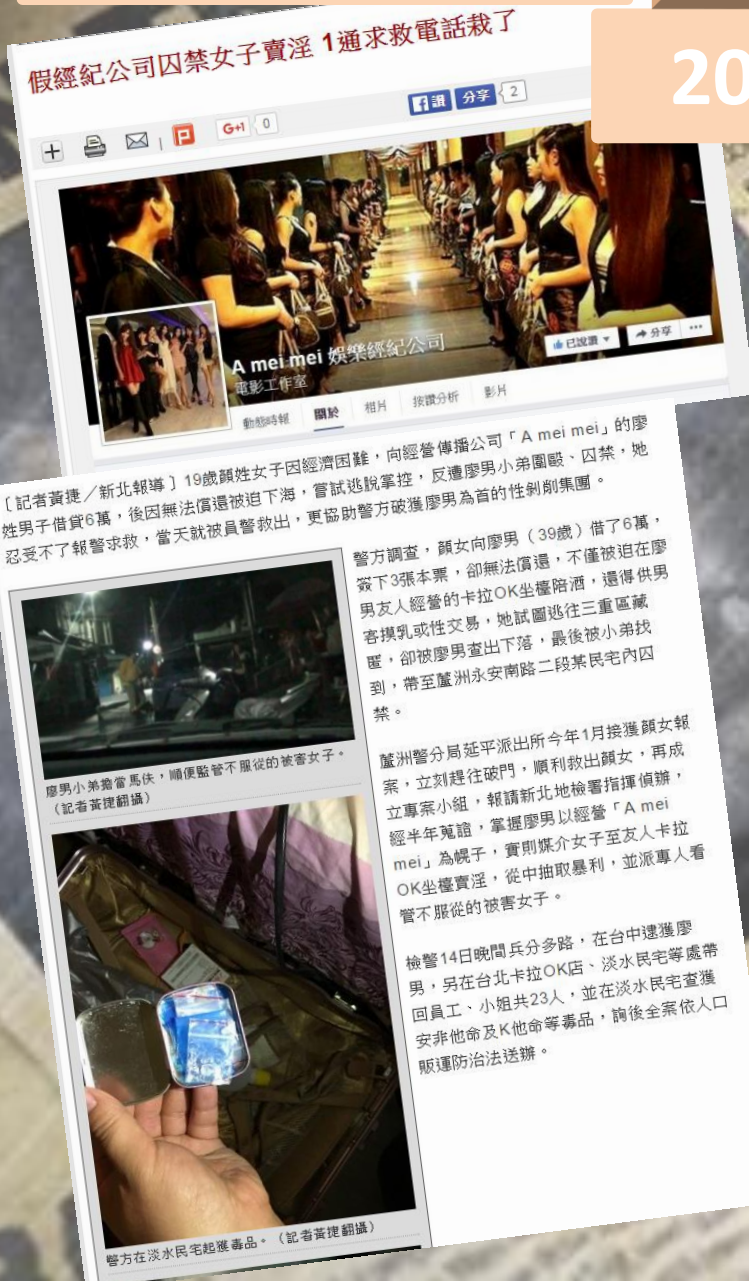 假經紀公司囚禁女子賣淫 1通求救電話栽了
20
G+1 0
讚 分享 2
A mei mei 娛樂經紀公司
電影工作室
已說讚 分享 ...
動態時報 關於 相片 按讚分析 影片
〔記者黃捷／新北報導〕19歲顏姓女子因經濟困難，向經營傳播公司「A mei mei」的廖
姓男子借貸6萬，後因無法償還被迫下海，嘗試逃脫掌控，反遭廖男小弟圍毆、囚禁，她
忍受不了報警求救，當天就被員警救出，更協助警方破獲廖男為首的性剝削集團。
警方調查，顏女向廖男（39歲）借了6萬，
簽下3張本票，卻無法償還，不僅被迫在廖
男友人經營的卡拉OK坐檯陪酒，還得供男
客摸乳或性交易，她試圖逃往三重區藏
匿，卻被廖男查出下落，最後被小弟找
到，帶至蘆洲永安南路二段某民宅內囚
禁。
廖男小弟擔當馬伕，順便監管不服從的被害女子。
（記者黃捷翻攝）
蘆洲警分局延平派出所今年1月接獲顏女報
案，立刻趕往破門，順利救出顏女，再成
立專案小組，報請新北地檢署指揮偵辦，
經半年蒐證，掌握廖男以經營「A mei
mei」為幌子，實則媒介女子至友人卡拉
OK坐檯賣淫，從中抽取暴利，並派專人看
管不服從的被害女子。
檢警14日晚間兵分多路，在台中逮獲廖
男，另在台北卡拉OK店、淡水民宅等處帶
回員工、小姐共23人，並在淡水民宅查獲
安非他命及K他命等毒品，詢後全案依人口
販運防治法送辦。
警方在淡水民宅起獲毒品。（記者黃捷翻攝）